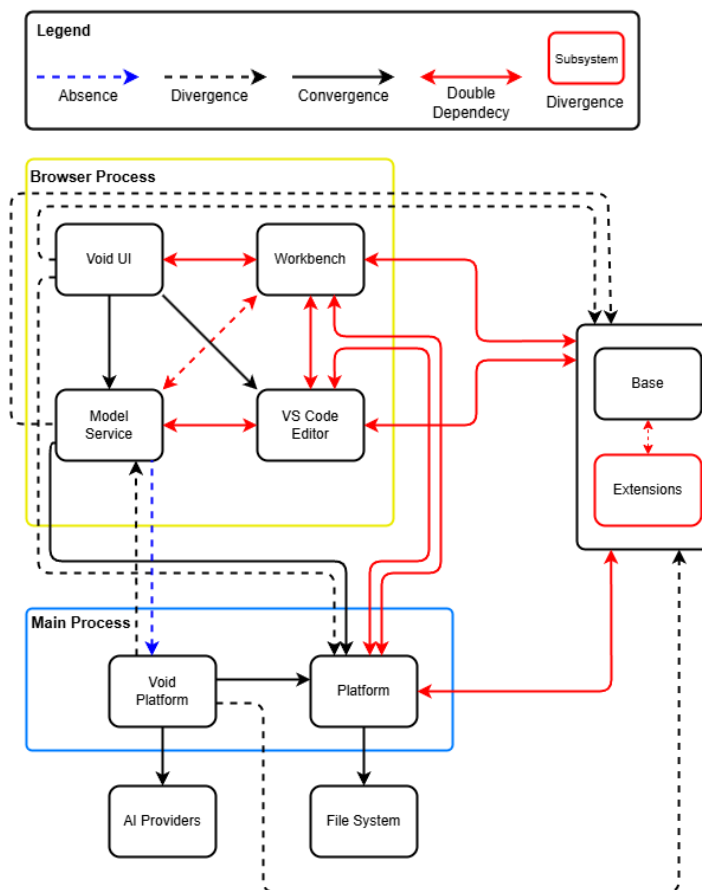 Legend
Subsystem
Absence
Divergence
Convergence
Double
Dependecy
Divergence
Browser Process
Void UI
Workbench
Model
Service
VS Code
Editor
Base
Extensions
Main Process
Void
Platform
Platform
AI Providers
File System